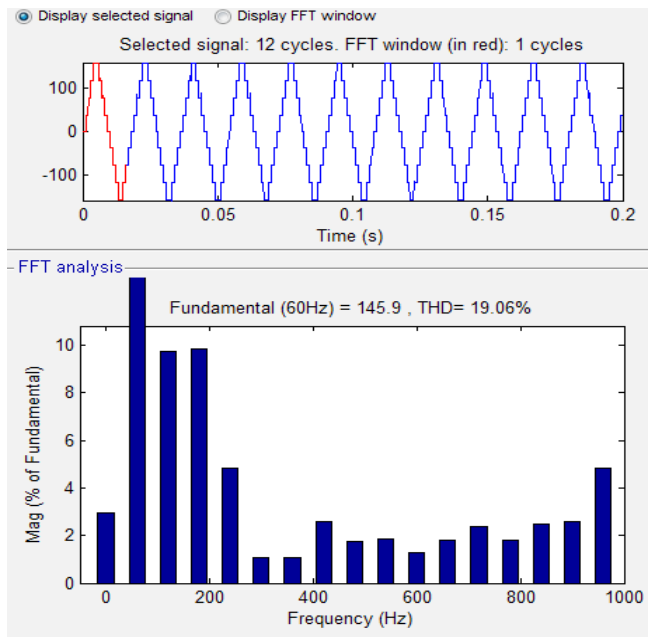 Display selected signal Display FFT window
Selected signal: 12 cycles. FFT window (in red): 1 cycles
100
0
-100
0 0.05 0.1 0.15 0.2
Time (s)
FFT analysis
Fundamental (60Hz) = 145.9 , THD= 19.06%
10
8
6
4
2
0
Mag (% of Fundamental)
0 200 400 600 800 1000
Frequency (Hz)